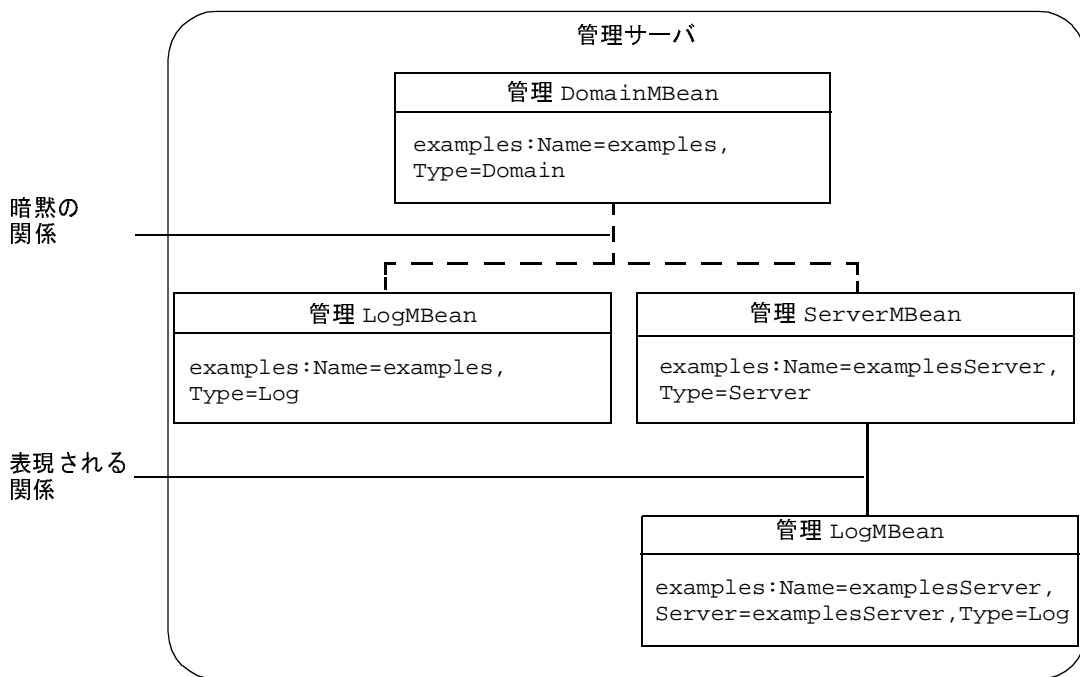 管理サーバ
管理 DomainMBean
examples:Name=examples,
Type=Domain
暗黙の
関係
管理 LogMBean
examples:Name=examples,
Type=Log
管理 ServerMBean
examples:Name=examplesServer,
Type=Server
表現される
関係
管理 LogMBean
examples:Name=examplesServer,
Server=examplesServer,Type=Log